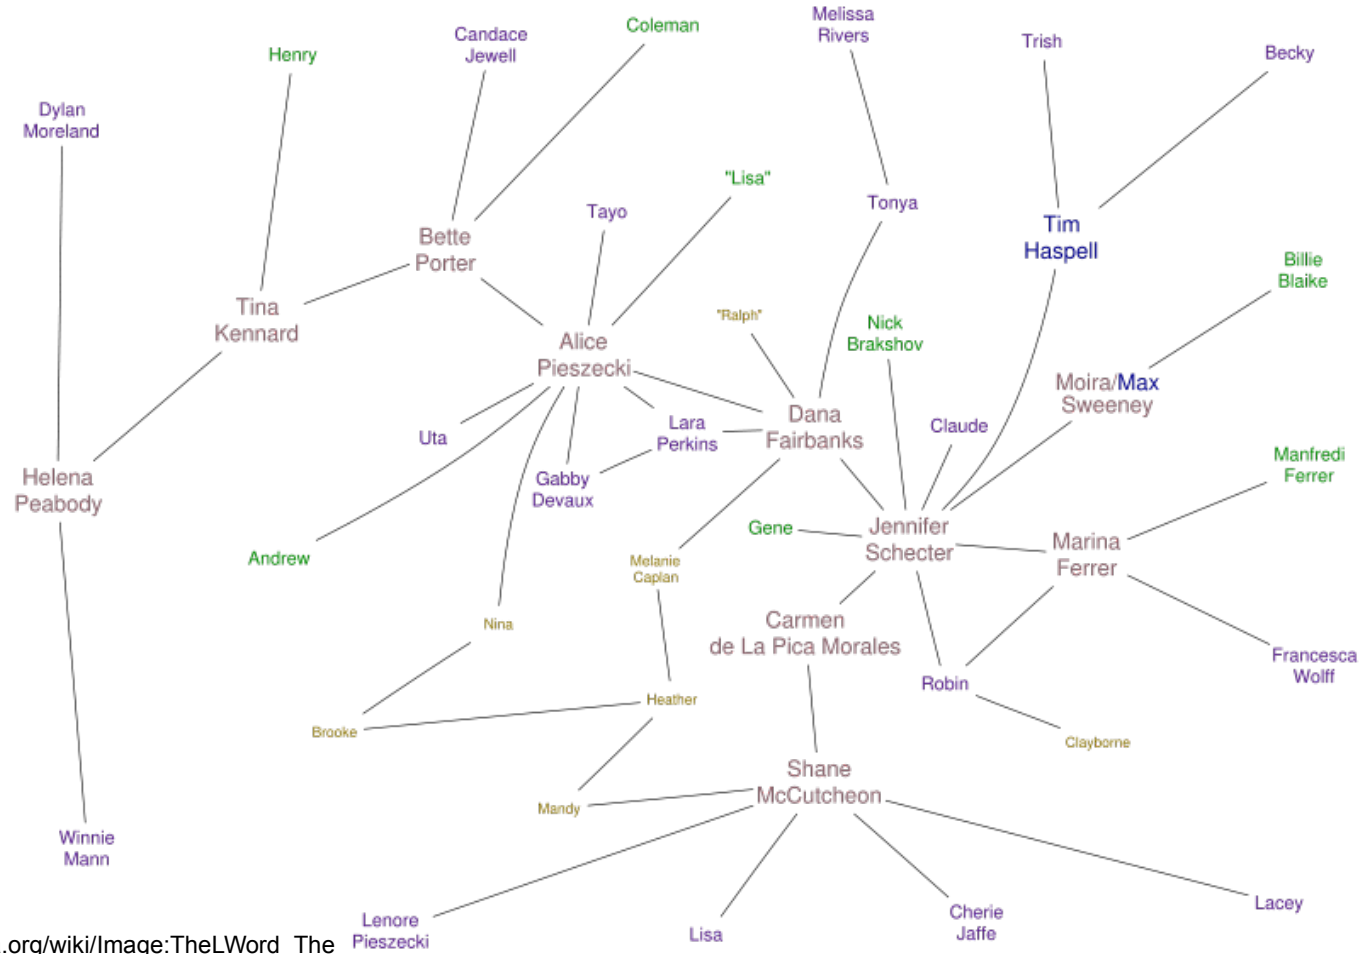 Melissa
Rivers
Coleman
Candace
Jewell
Trish
Henry
Becky
Dylan
Moreland
"Lisa"
Tonya
Tayo
Bette
Porter
Tim
Haspell
Billie
Blaike
Tina
Kennard
"Ralph"
Nick
Brakshov
Alice
Pieszecki
Moira/Max
Sweeney
Dana
Fairbanks
Claude
Uta
Lara
Perkins
Manfredi
Ferrer
Helena
Peabody
Gabby
Devaux
Gene
Jennifer
Schecter
Marina
Ferrer
Andrew
Melanie
Caplan
Nina
Carmen
de La Pica Morales
Francesca
Wolff
Robin
Heather
Brooke
Clayborne
Shane
McCutcheon
Mandy
Winnie
Mann
Lacey
Cherie
Jaffe
Lenore
Pieszecki
Lisa
.org/wiki/Image:TheLWord_The